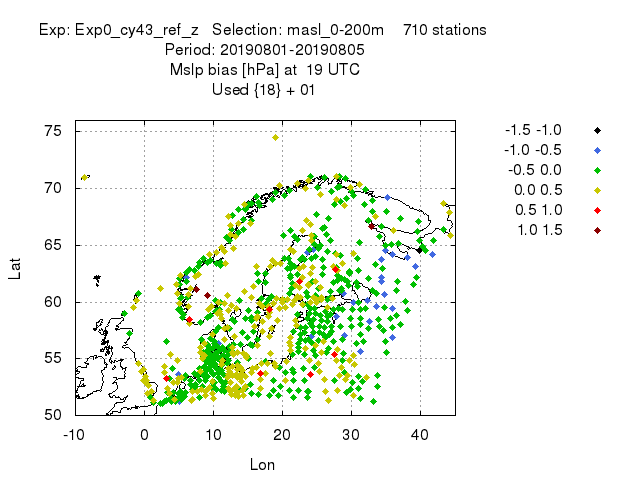 Exp: Exp0_cy43_ref_z   Selection: masl_0-200m    710 stations
Period: 20190801-20190805
Mslp bias [hPa] at  19 UTC
Used {18} + 01
-1.5 -1.0
-1.0 -0.5
-0.5 0.0
0.0 0.5
0.5 1.0
1.0 1.5
75
70
65
60
55
50
Lat
-10 0 10 20 30 40
Lon